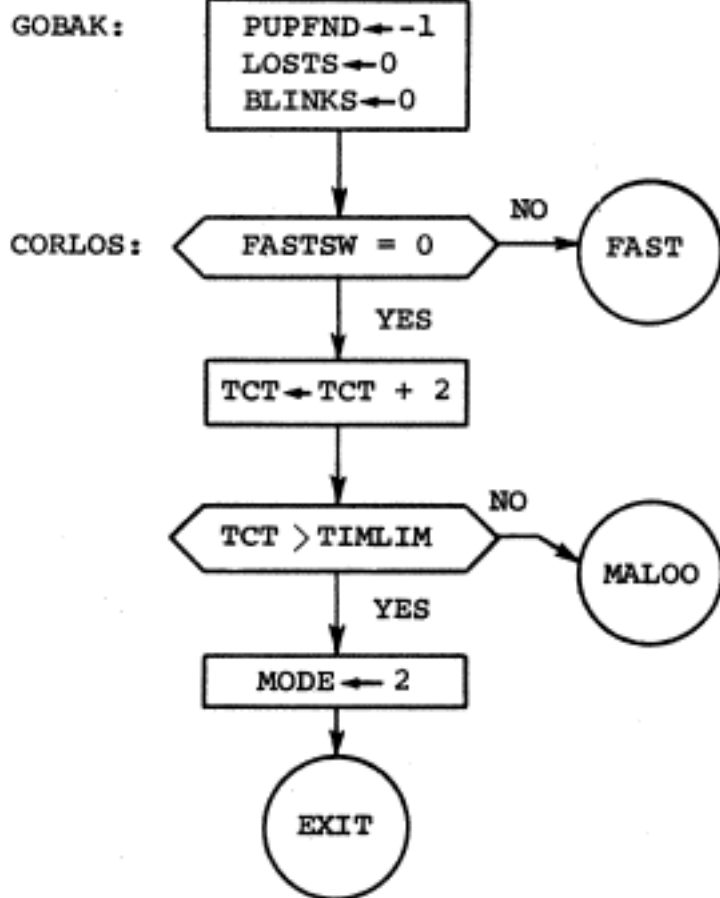 GOBAK: PUPFND←-1
LOSTS←0
BLINKS←0
CORLOS: FASTSW = 0 NO FAST
YES
TCT←TCT + 2
TCT > TIMLIM NO MALOO
YES
MODE← 2
EXIT